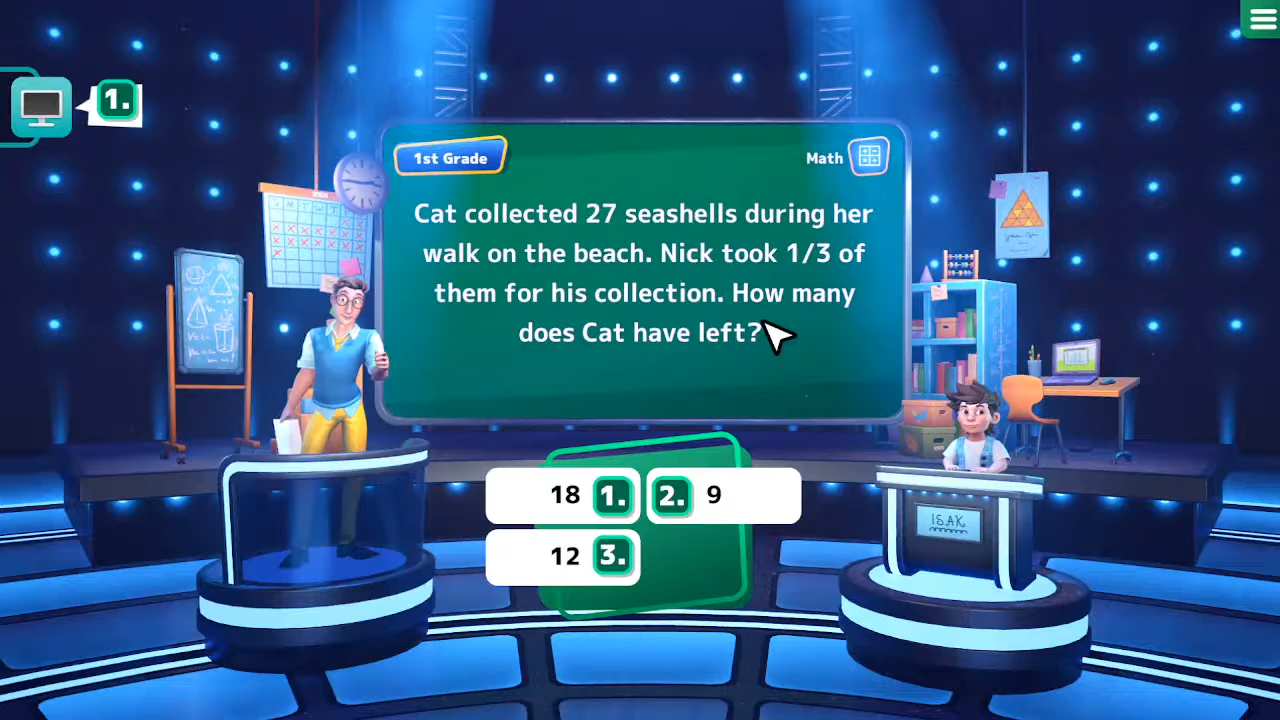 1.
1st Grade
Math
Cat collected 27 seashells during her
walk on the beach. Nick took 1/3 of
them for his collection. How many
does Cat have left?
18 1. 2. 9
12 3.
ISAK